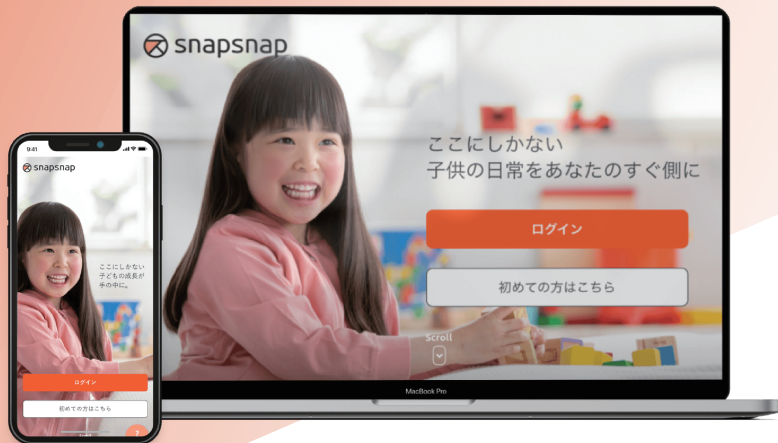 snapsnap
ここにしかない
子供の日常をあなたのすぐ側に
ログイン
初めての方はこちら
Scroll
MacBook Pro
9:41
snapsnap
ここにしかない
子どもの成長が
手の中に。
ログイン
初めての方はこちら